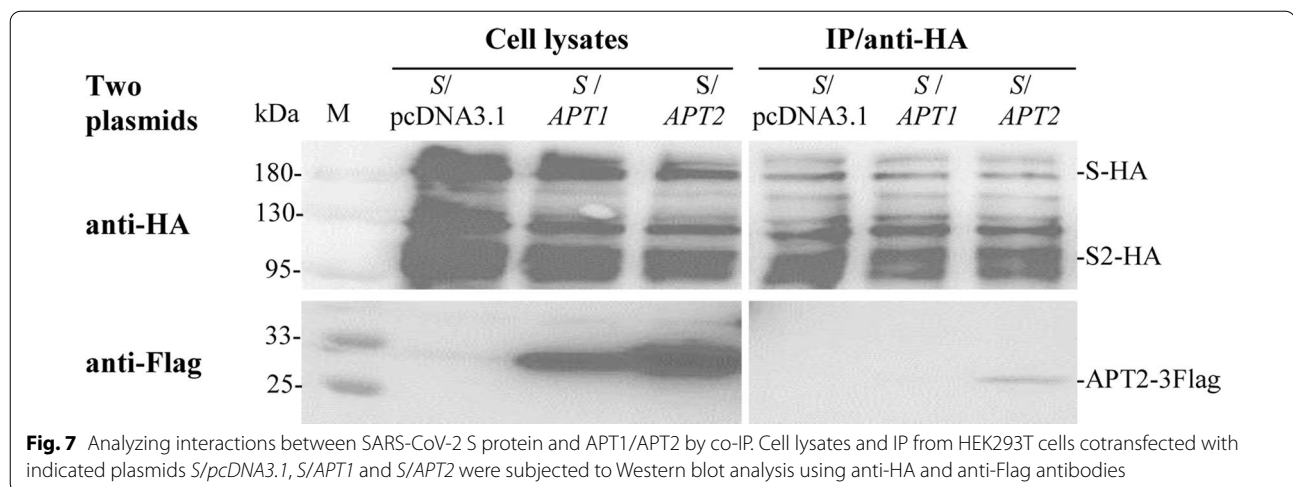 Cell lysates IP/anti-HA
Two plasmids kDa M S/pcDNA3.1 S/APT1 S/APT2 S/pcDNA3.1 S/APT1 S/APT2
180- -S-HA
130-
anti-HA
95- -S2-HA
33-
anti-Flag
25- -APT2-3Flag
Fig. 7 Analyzing interactions between SARS-CoV-2 S protein and APT1/APT2 by co-IP. Cell lysates and IP from HEK293T cells cotransfected with
indicated plasmids S/pcDNA3.1, S/APT1 and S/APT2 were subjected to Western blot analysis using anti-HA and anti-Flag antibodies